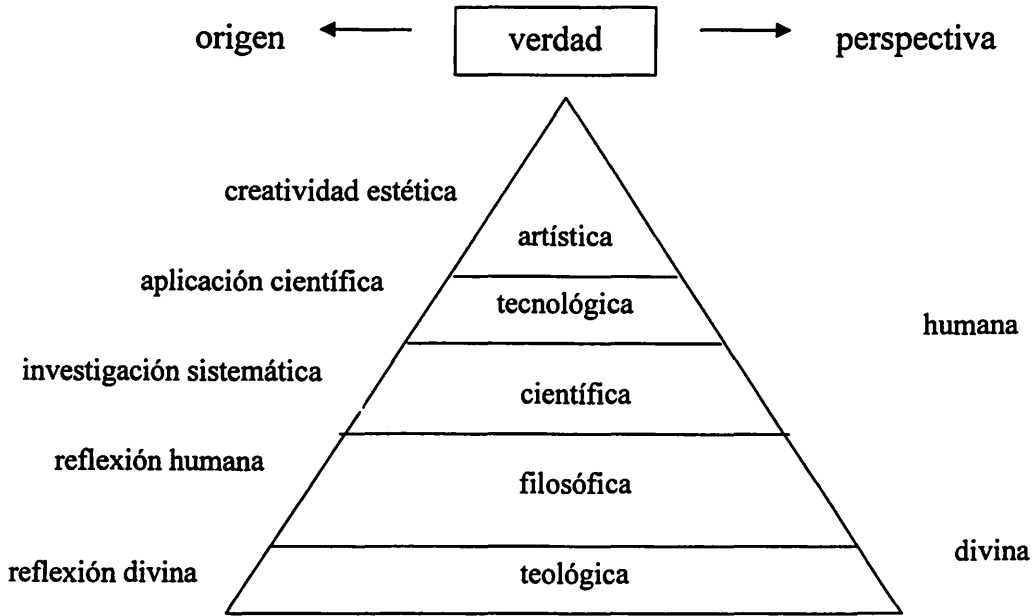 origen verdad perspectiva
creatividad estética
artística
aplicación científica
tecnológica
humana
investigación sistemática
científica
reflexión humana
filosófica
divina
reflexión divina
teológica